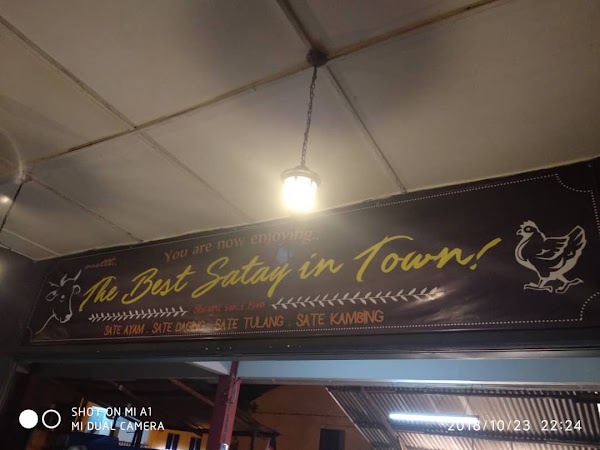 You are now enjoying..
The Best Satay in Town!
SATE AYAM . SATE DAGING . SATE TULANG . SATE KAMBING
SHOT ON MI A1
MI DUAL CAMERA
2018/10/23 22:24